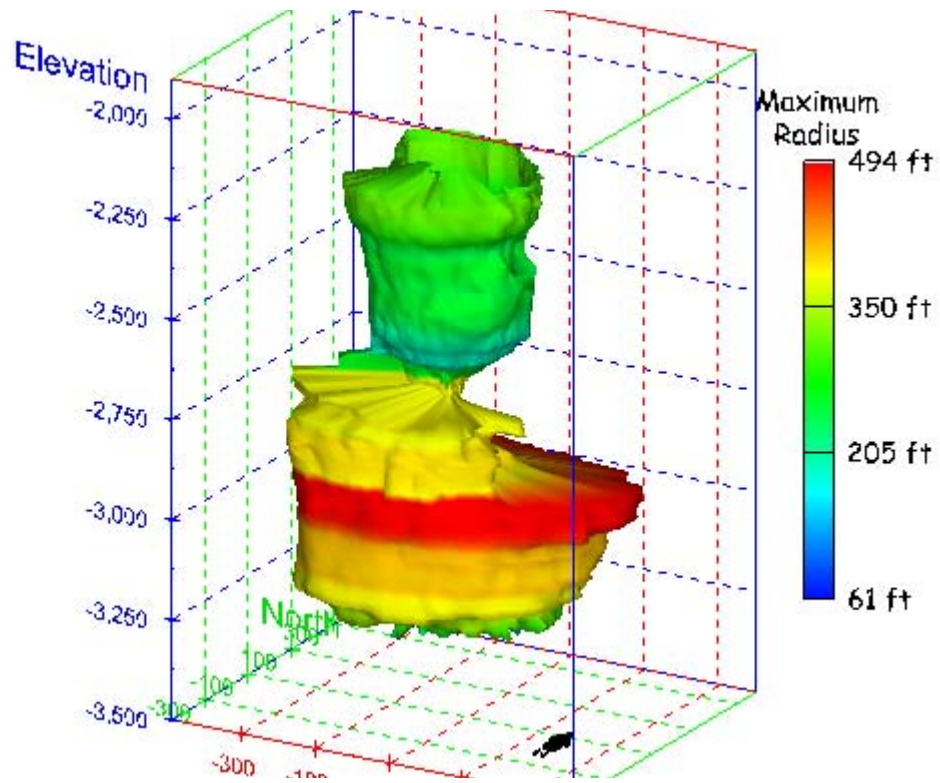 Elevation
-2,000
-2,250
-2,500
-2,750
-3,000
-3,250
-3,500
Maximum
Radius
494 ft
350 ft
205 ft
61 ft
North
-300
-300